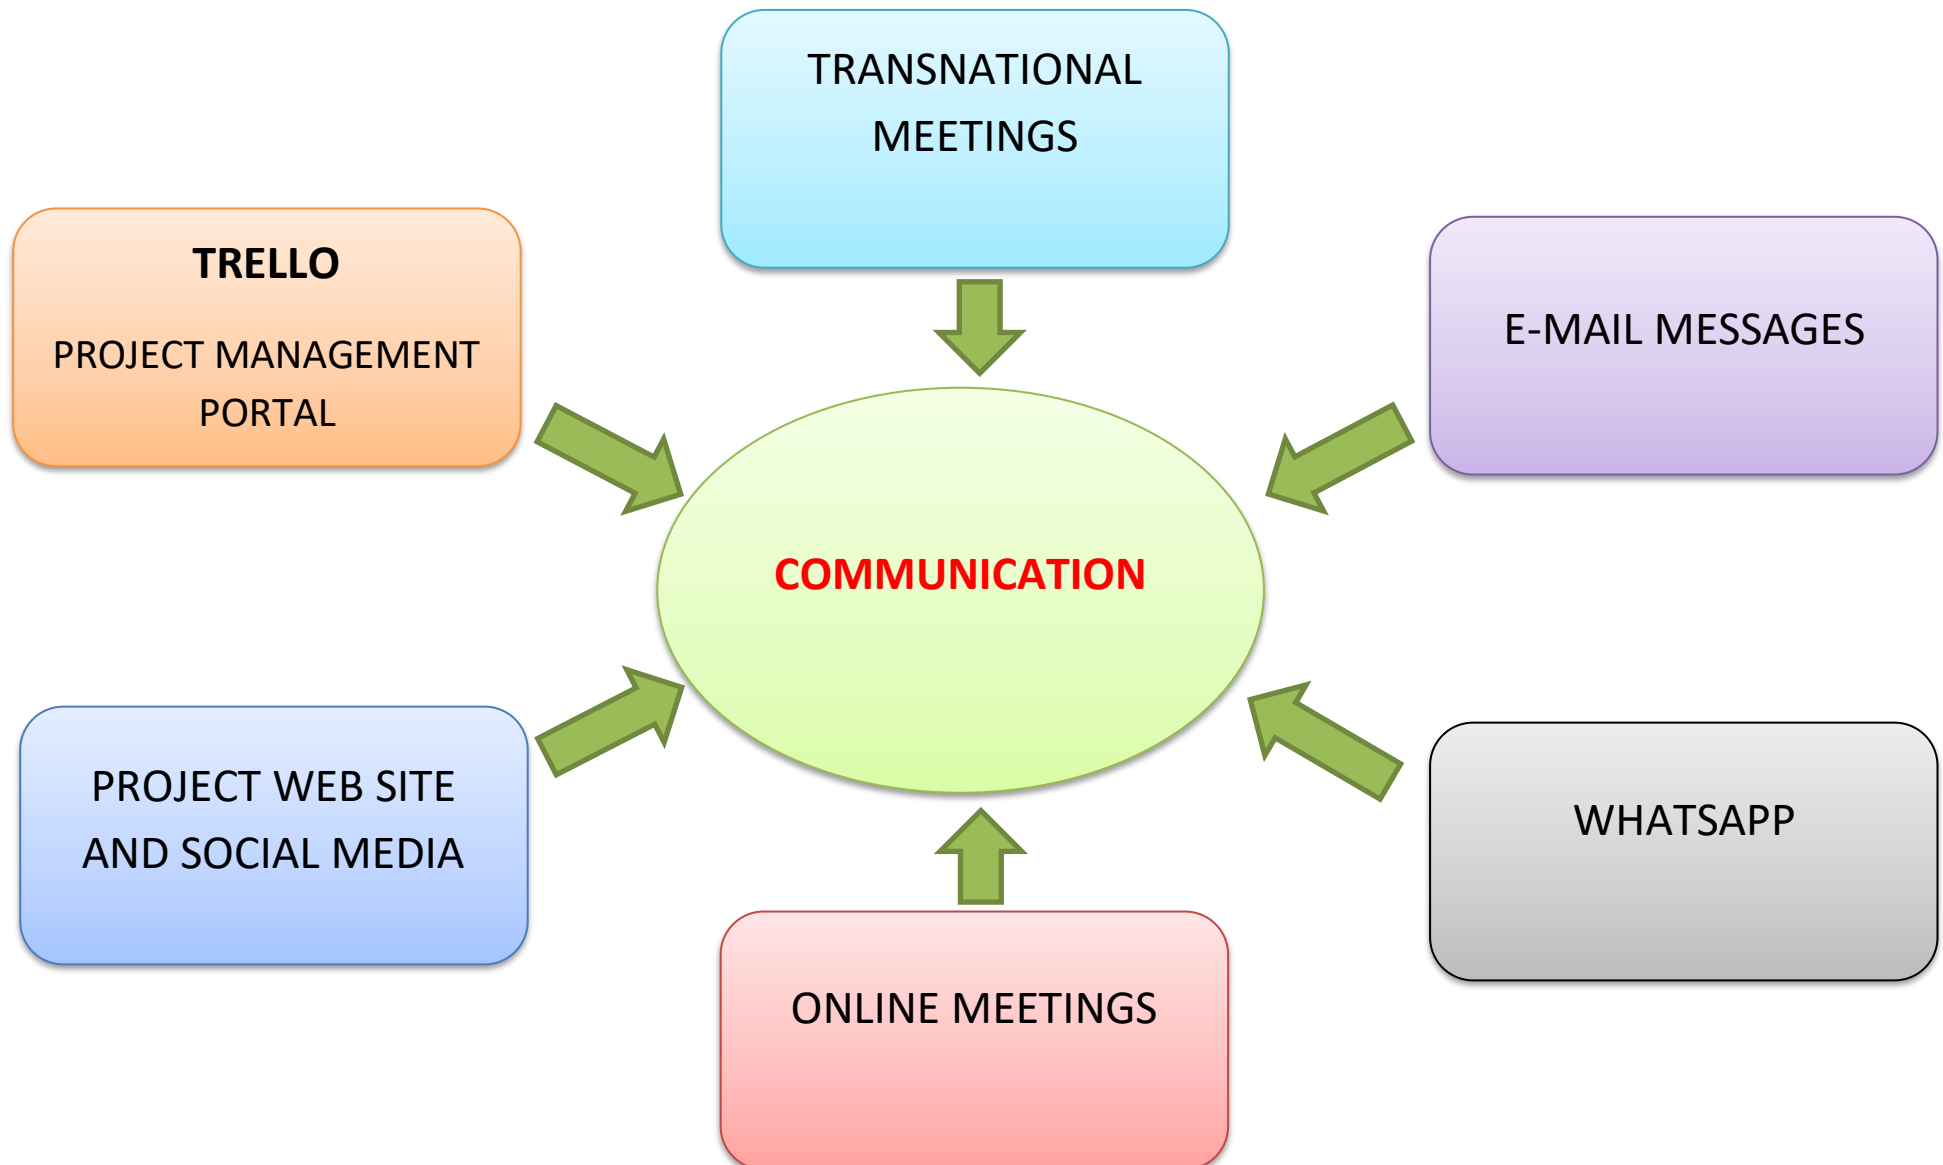 TRANSNATIONAL
MEETINGS
TRELLO
PROJECT MANAGEMENT
PORTAL
E-MAIL MESSAGES
COMMUNICATION
PROJECT WEB SITE
AND SOCIAL MEDIA
WHATSAPP
ONLINE MEETINGS